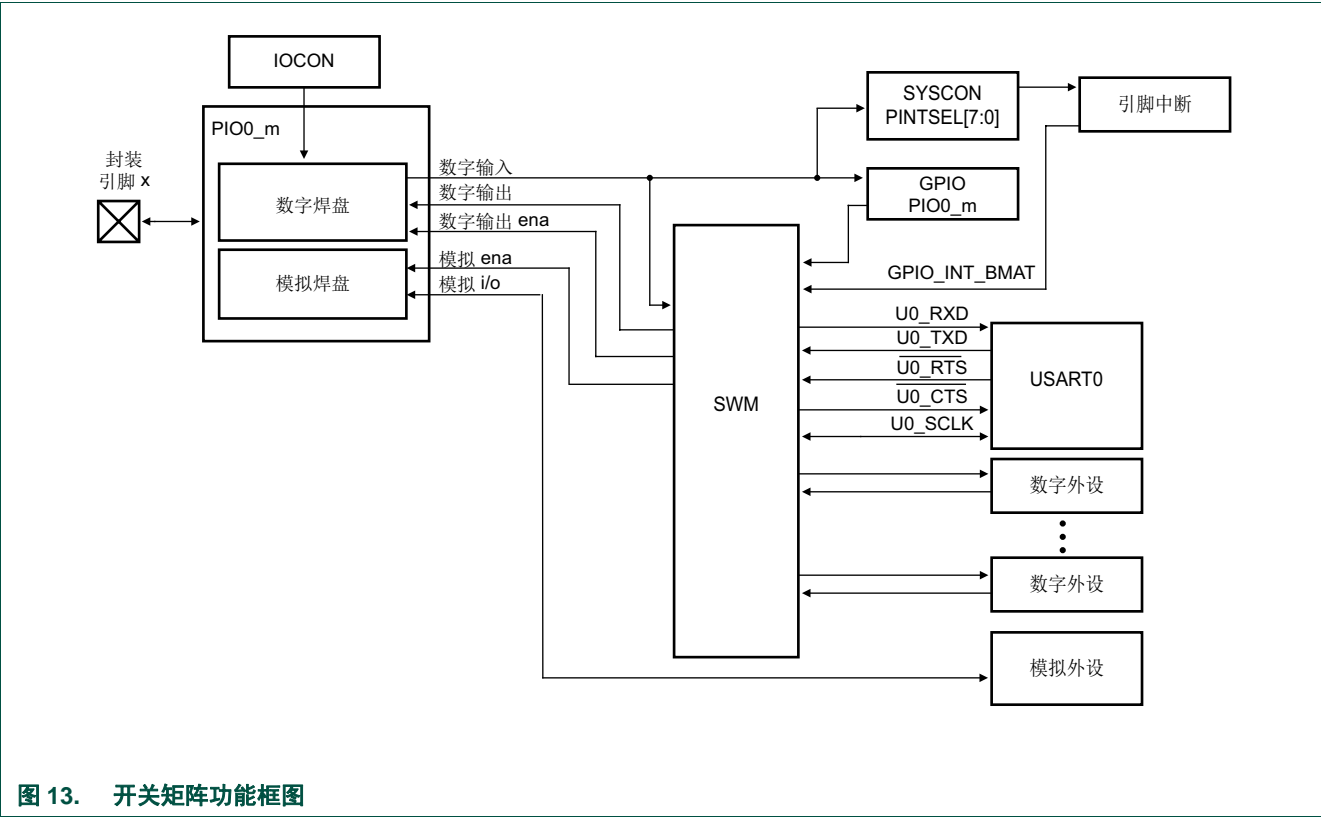 IOCON
PIO0_m
封装
引脚 x
数字焊盘
模拟焊盘
数字输入
数字输出
数字输出 ena
模拟 ena
模拟 i/o
SYSCON
PINTSEL[7:0]
引脚中断
GPIO
PIO0_m
GPIO_INT_BMAT
SWM
U0_RXD
U0_TXD
U0_RTS
U0_CTS
U0_SCLK
USART0
数字外设
数字外设
模拟外设
图 13. 开关矩阵功能框图